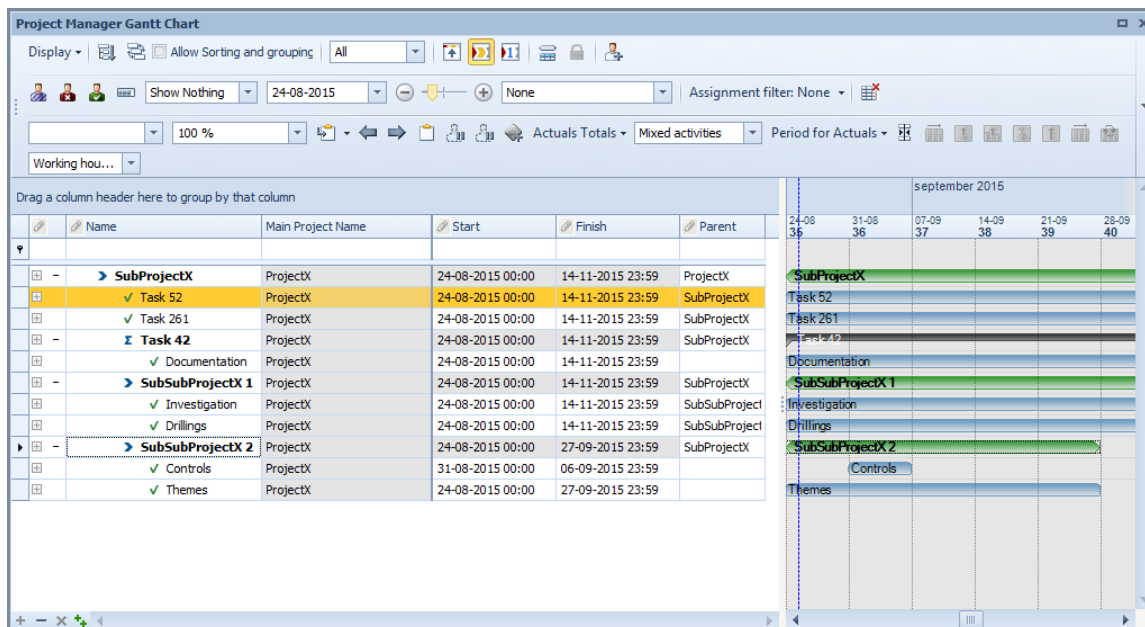 Project Manager Gantt Chart
Display Allow Sorting and grouping All
Show Nothing 24-08-2015 None Assignment filter: None
100 % Actuals Totals Mixed activities Period for Actuals
Working hou...
Drag a column header here to group by that column september 2015
Name Main Project Name Start Finish Parent 24-08 31-08 07-09 14-09 21-09 28-09
35 36 37 38 39 40
SubProjectX ProjectX 24-08-2015 00:00 14-11-2015 23:59 ProjectX SubProjectX
Task 52 ProjectX 24-08-2015 00:00 14-11-2015 23:59 SubProjectX Task 52
Task 261 ProjectX 24-08-2015 00:00 14-11-2015 23:59 SubProjectX Task 261
Σ Task 42 ProjectX 24-08-2015 00:00 14-11-2015 23:59 SubProjectX Task 42
Documentation ProjectX 24-08-2015 00:00 14-11-2015 23:59 Documentation
SubSubProjectX 1 ProjectX 24-08-2015 00:00 14-11-2015 23:59 SubProjectX SubSubProjectX 1
Investigation ProjectX 24-08-2015 00:00 14-11-2015 23:59 SubSubProject Investigation
Drillings ProjectX 24-08-2015 00:00 14-11-2015 23:59 SubSubProject Drillings
SubSubProjectX 2 ProjectX 24-08-2015 00:00 27-09-2015 23:59 SubProjectX SubSubProjectX 2
Controls ProjectX 31-08-2015 00:00 06-09-2015 23:59 Controls
Themes ProjectX 24-08-2015 00:00 27-09-2015 23:59 Themes